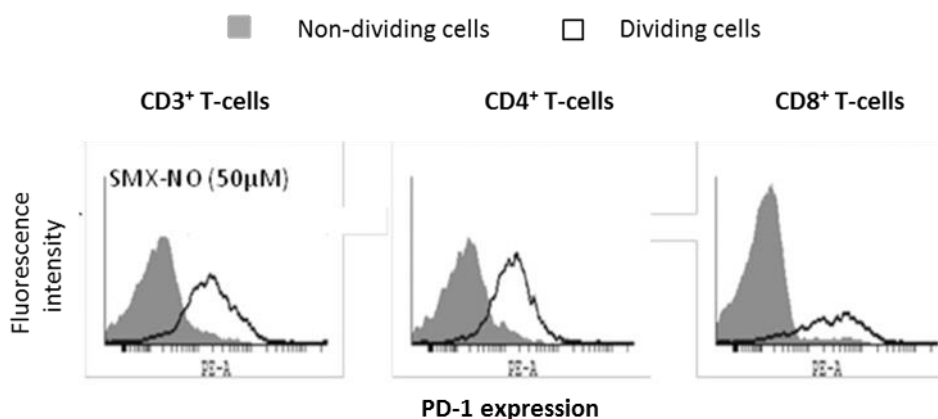 Non-dividing cells
Dividing cells
CD3⁺ T-cells
CD4⁺ T-cells
CD8⁺ T-cells
SMX-NO (50µM)
Fluorescence
intensity
PE-A
PE-A
PE-A
PD-1 expression